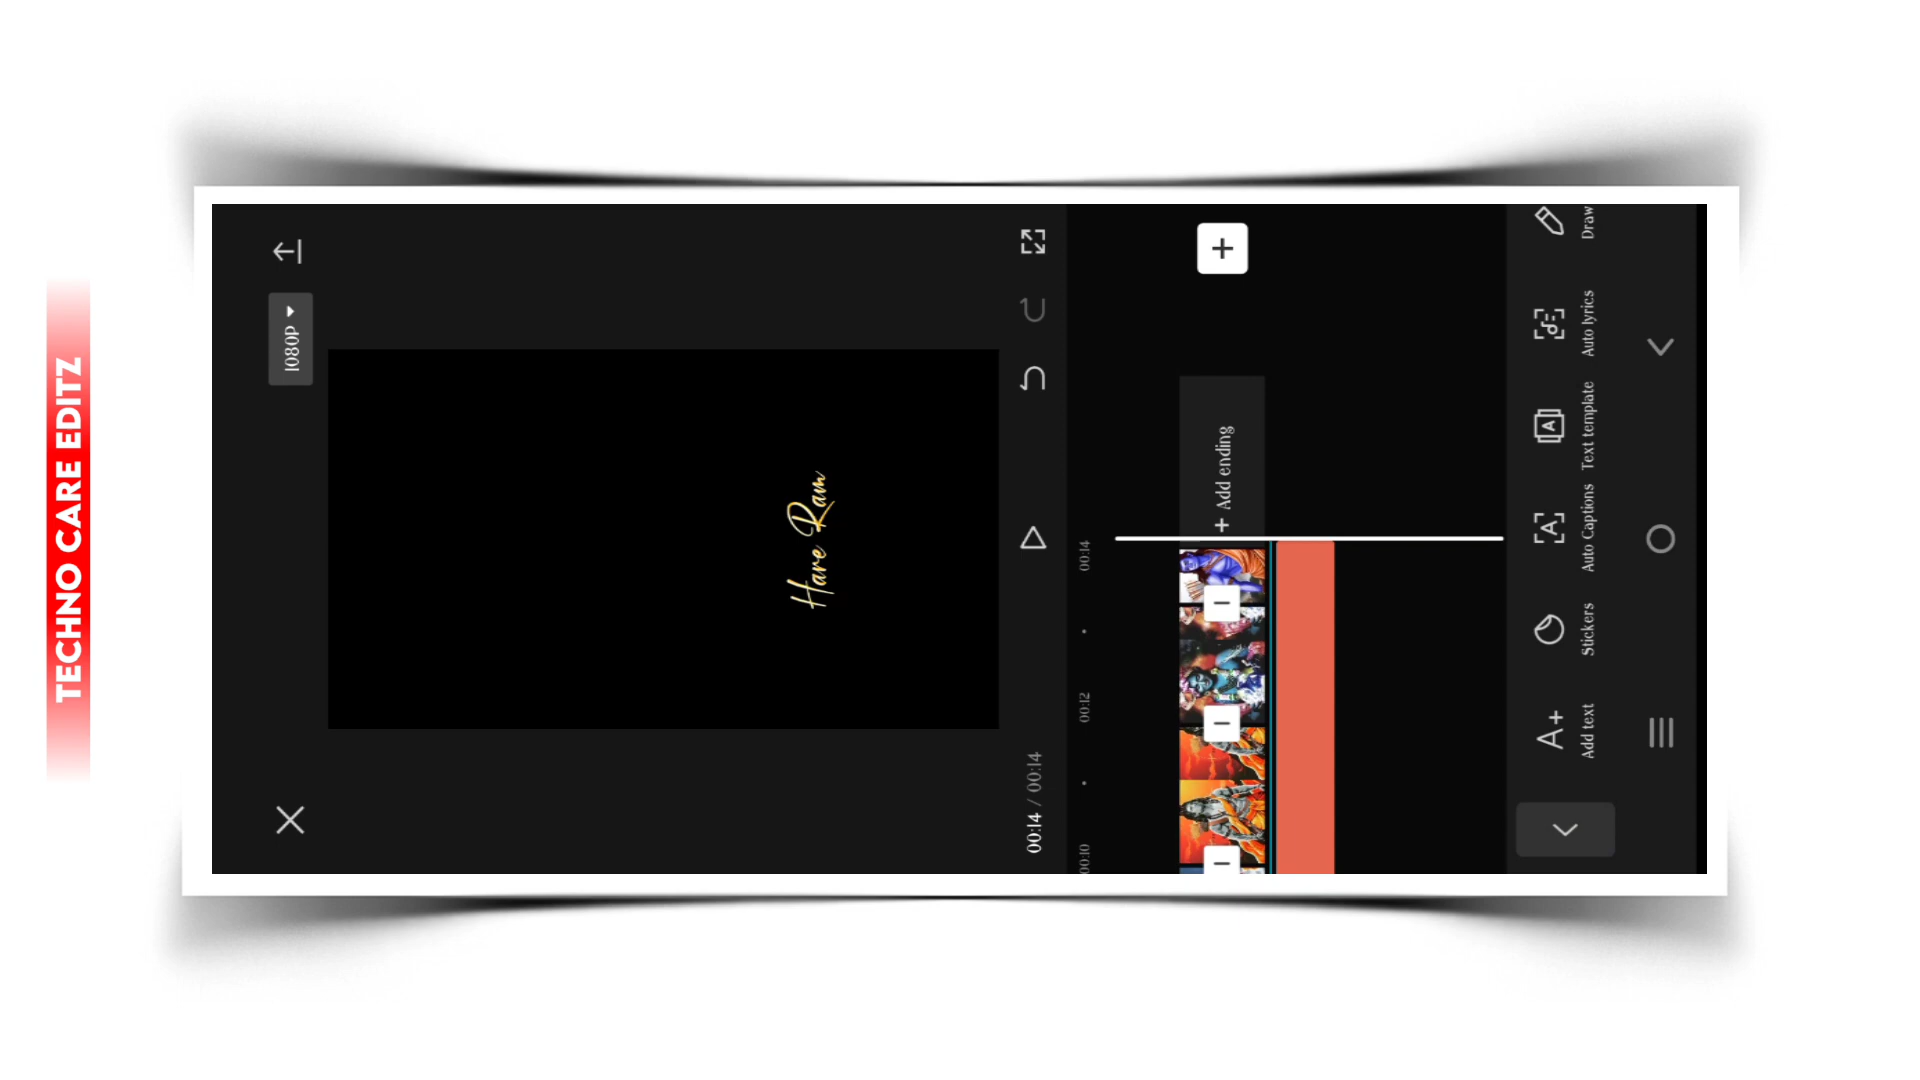 TECHNO CARE EDITZ
1080P
Hare Ram
00:14 / 00:14
00:10
00:12
00:14
+ Add ending
Add text
Stickers
Auto Captions
Text template
Auto lyrics
Draw